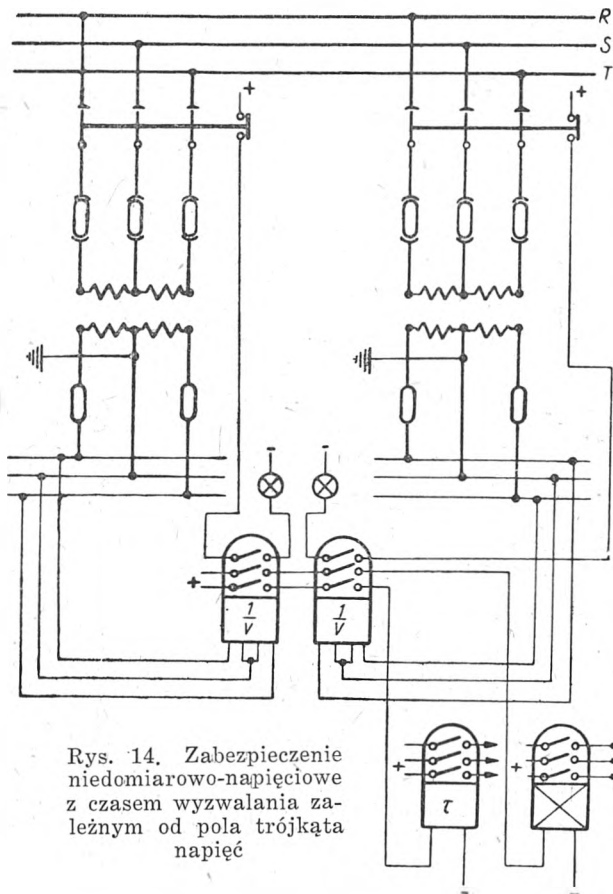 R
S
T
+
+
-
-
+
1/V
1/V
Rys. 14. Zabezpieczenie
niedomiarowo-napięciowe
z czasem wyzwalania za-
leżnym od pola trójkąta
napięć
+
+
τ
-
-